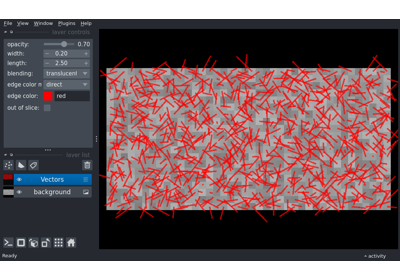 File View Window Plugins Help
layer controls
opacity: 0.70
width: 0.20
length: 2.50
blending: translucent
edge color m direct
edge color: red
out of slice:
layer list
Vectors
background
Ready
activity